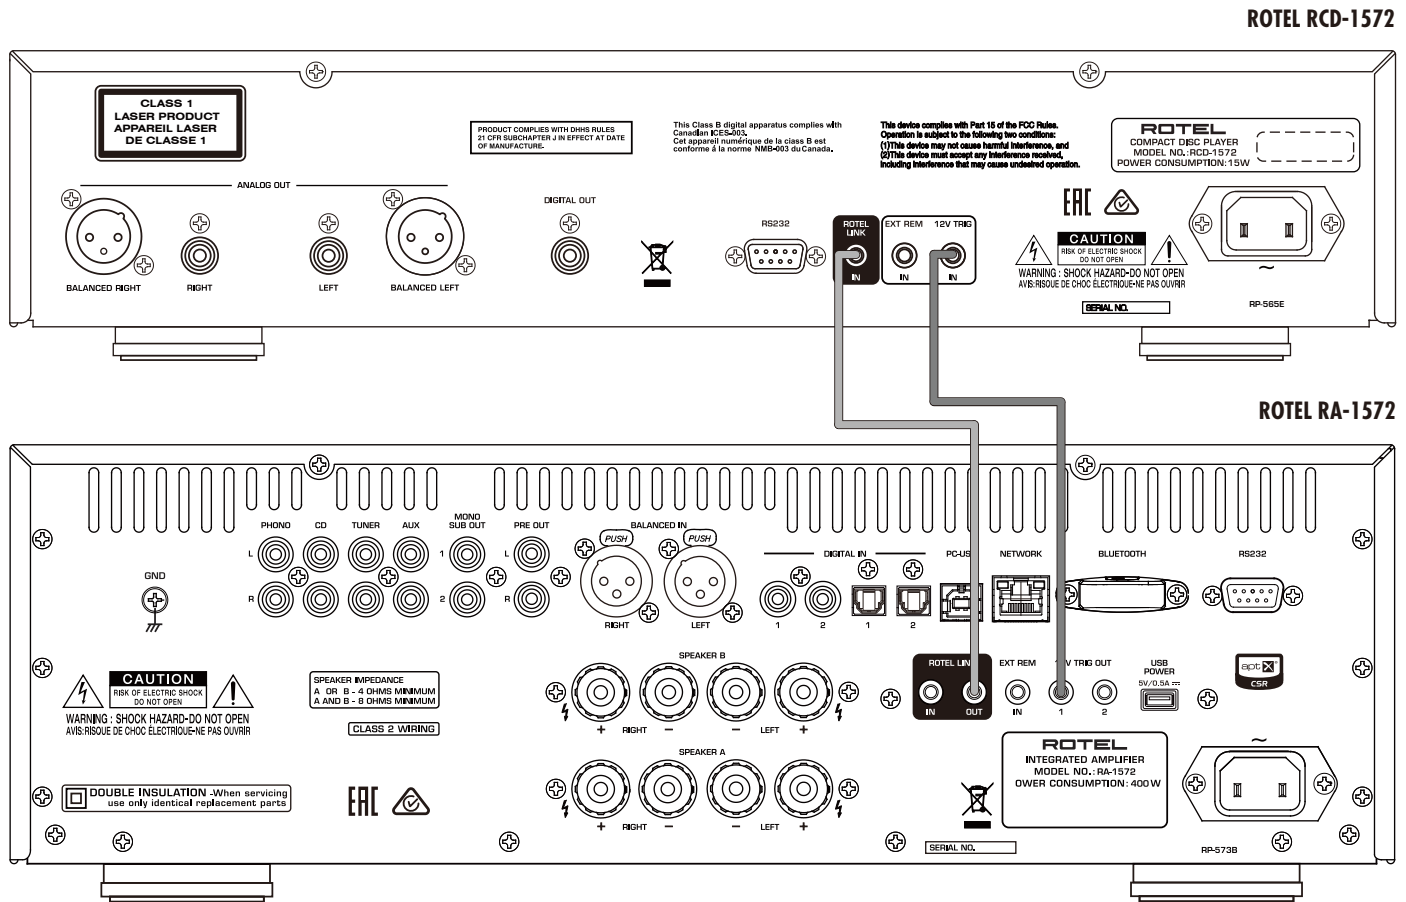 ROTEL RCD-1572
CLASS 1
LASER PRODUCT
APPAREIL LASER
DE CLASSE 1
PRODUCT COMPLIES WITH DHHS RULES
21 CFR SUBCHAPTER J IN EFFECT AT DATE
OF MANUFACTURE.
This Class B digital apparatus complies with
Canadian ICES-003.
Cet appareil numérique de la class B est
conforme á la norme NMB-003 du Canada.
This device complies with Part 15 of the FCC Rules.
Operation is subject to the following two conditions:
(1)This device may not cause harmful interference, and
(2)This device must accept any interference received,
including interference that may cause undesired operation.
ROTEL
COMPACT DISC PLAYER
MODEL NO.:RCD-1572
POWER CONSUMPTION:15W
ANALOG OUT
BALANCED RIGHT
RIGHT
LEFT
BALANCED LEFT
DIGITAL OUT
RS232
ROTEL
LINK
IN
EXT REM
IN
12V TRIG
IN
EAC
CAUTION
RISK OF ELECTRIC SHOCK
DO NOT OPEN
WARNING : SHOCK HAZARD-DO NOT OPEN
AVIS:RISOUE DE CHOC ÉLECTRIQUE-NE PAS OUVRIR
SERIAL NO.
~
RP-565E
ROTEL RA-1572
PHONO
CD
TUNER
AUX
MONO
SUB OUT
PRE OUT
BALANCED IN
PUSH
PUSH
DIGITAL IN
PC-US
NETWORK
BLUETOOTH
RS232
L
1
L
R
2
R
RIGHT
LEFT
1
2
1
2
GND
CAUTION
RISK OF ELECTRIC SHOCK
DO NOT OPEN
WARNING : SHOCK HAZARD-DO NOT OPEN
AVIS:RISOUE DE CHOC ÉLECTRIQUE-NE PAS OUVRIR
SPEAKER IMPEDANCE
A OR B - 4 OHMS MINIMUM
A AND B - 8 OHMS MINIMUM
CLASS 2 WIRING
SPEAKER B
+ RIGHT - - LEFT +
SPEAKER A
+ RIGHT - - LEFT +
ROTEL LIN
IN
OUT
EXT REM
IN
V TRIG OUT
1
2
USB
POWER
5V/0.5A
apt X
CSR
DOUBLE INSULATION -When servicing
use only identical replacement parts
EAC
ROTEL
INTEGRATED AMPLIFIER
MODEL NO.:RA-1572
OWER CONSUMPTION:400W
SERIAL NO.
~
RP-573B